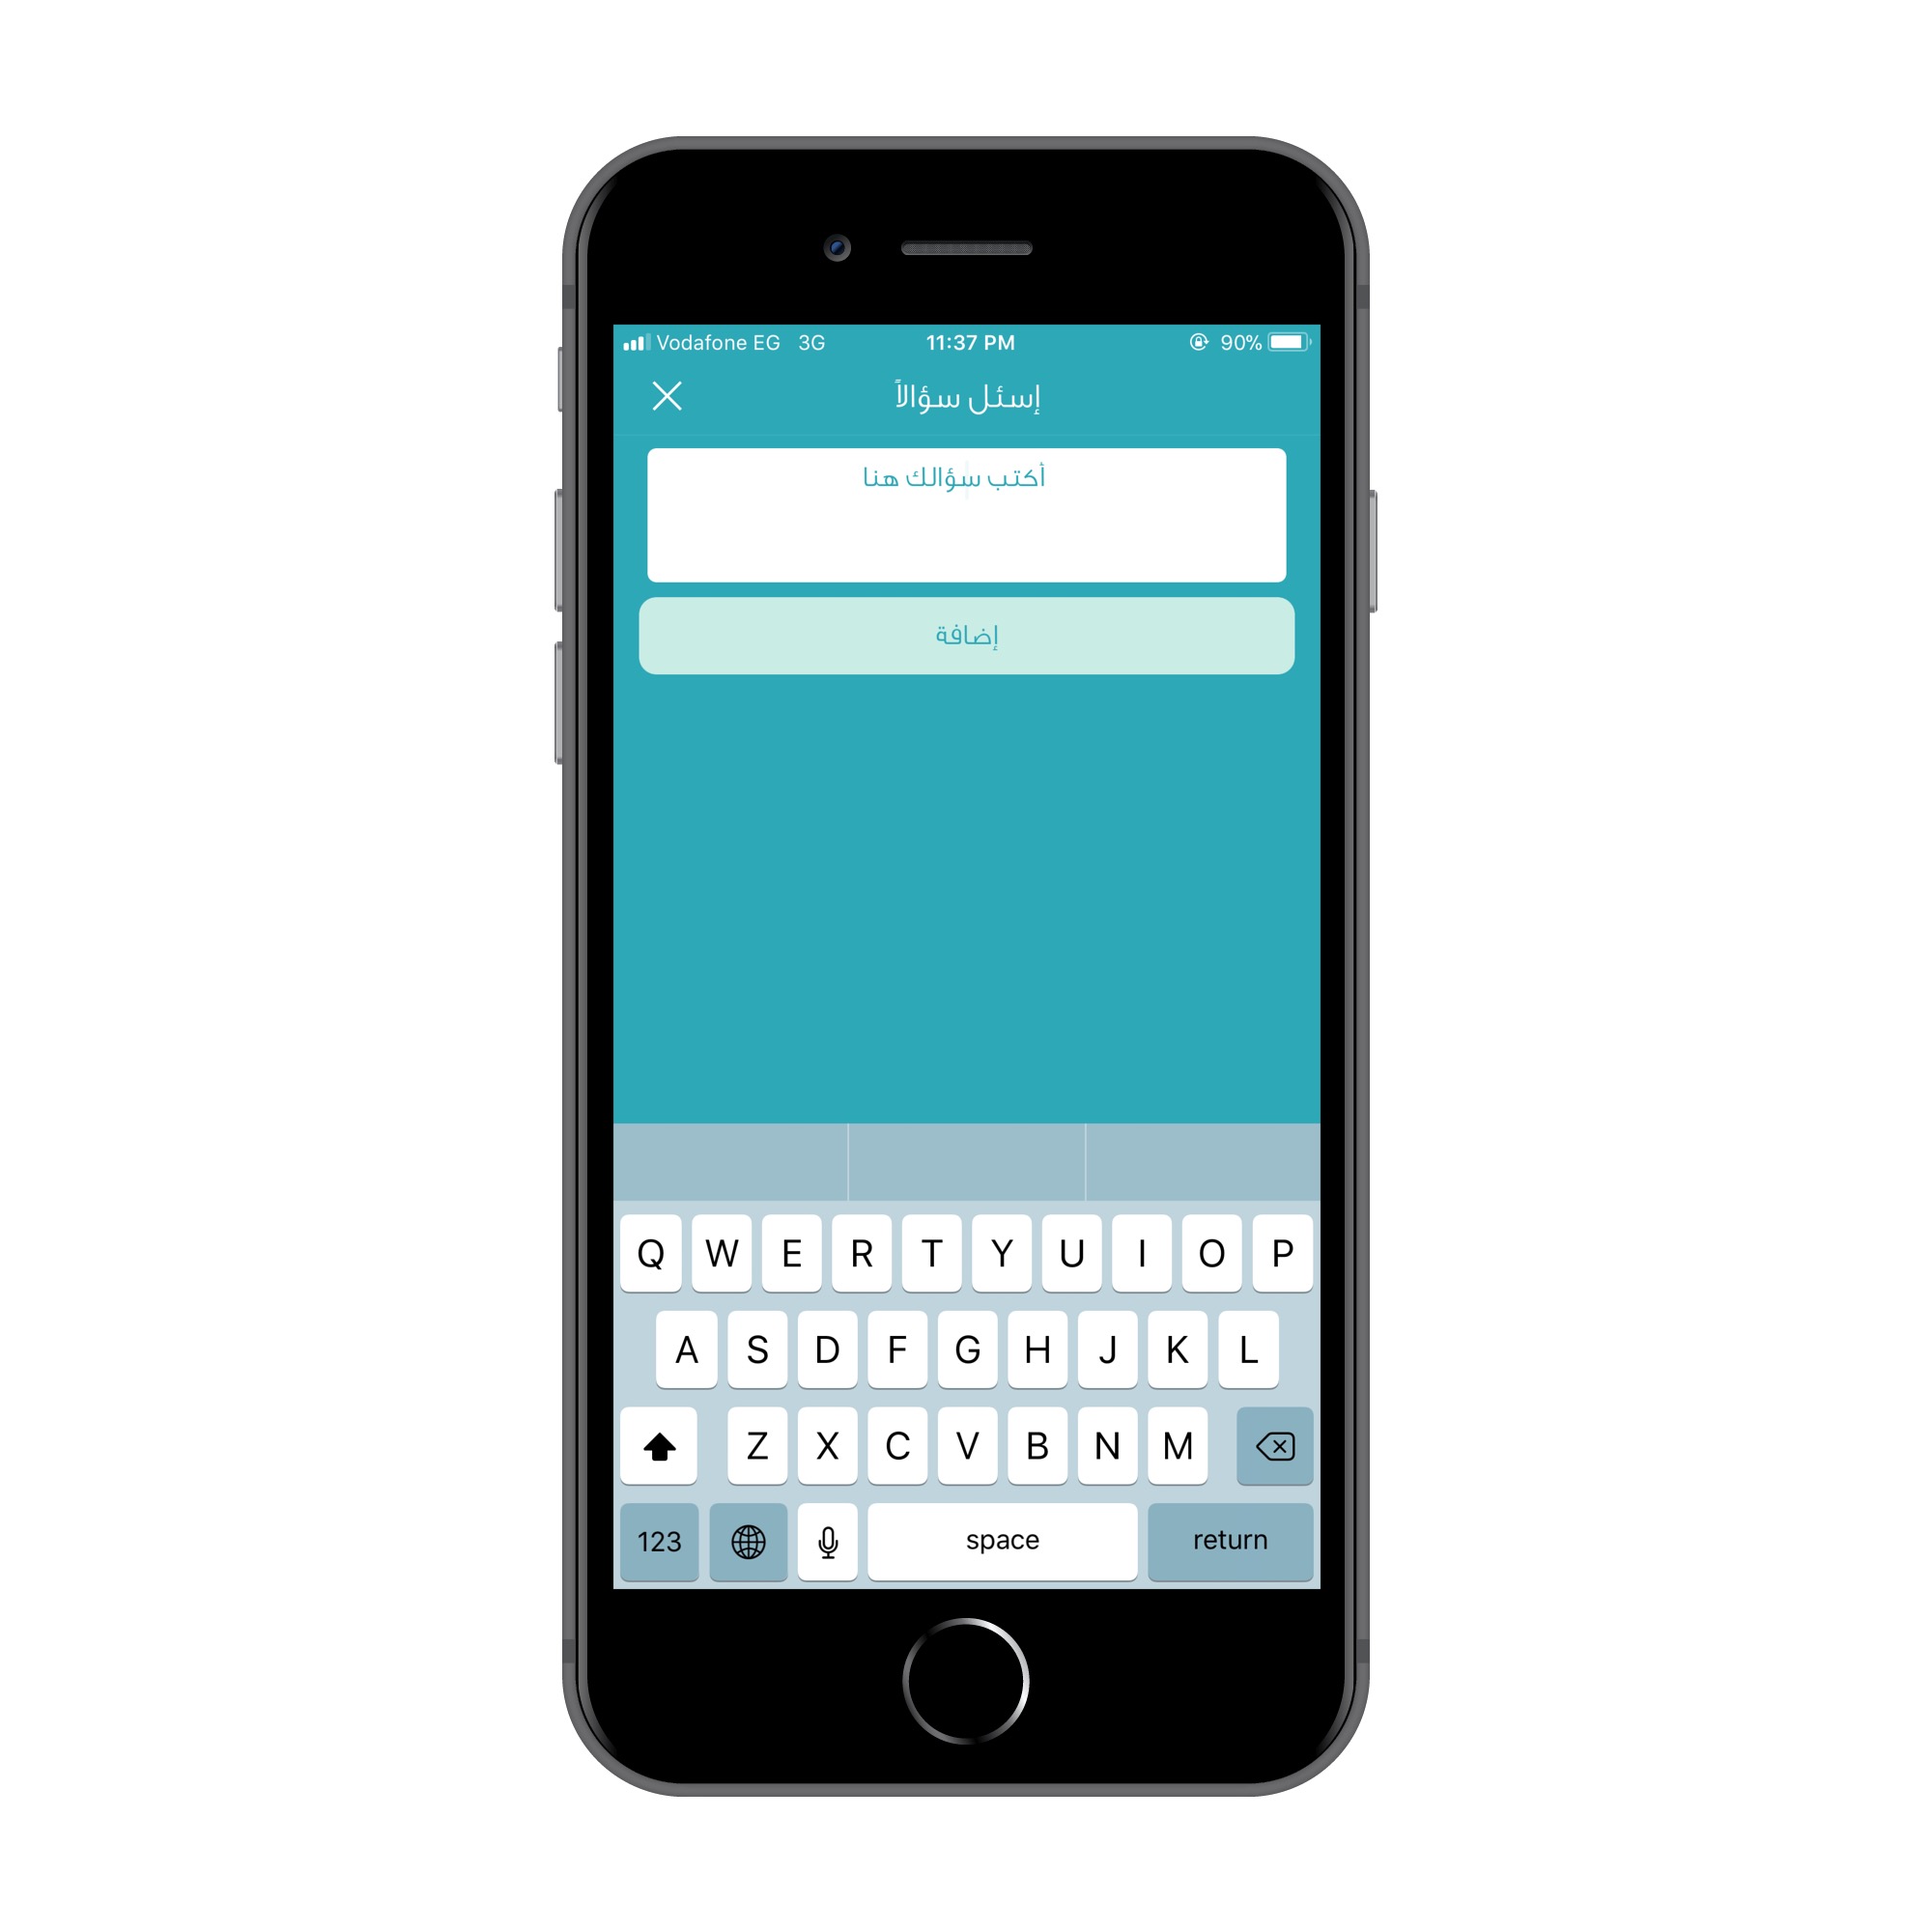 Vodafone EG 3G 11:37 PM 90%
إسئل سؤالاً
أكتب سؤالك هنا
إضافة
Q W E R T Y U I O P
A S D F G H J K L
Z X C V B N M
123 space return